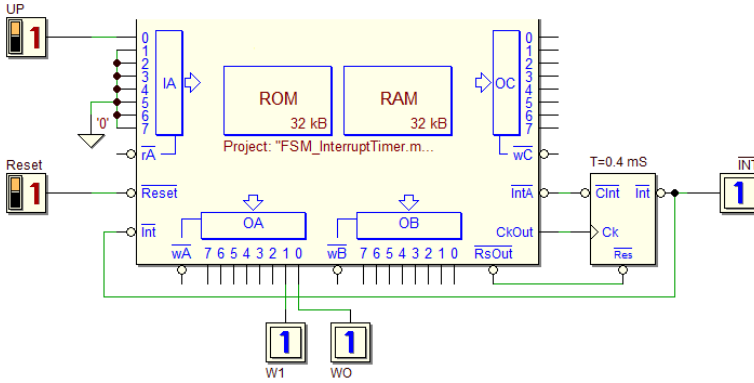 UP
1
0
1
2
3
4
5
6
7
'0'
IA
rA
ROM
32 kB
RAM
32 kB
Project: "FSM_InterruptTimer.m...
OC
0
1
2
3
4
5
6
7
wC
Reset
1
Reset
Int
OA
wA 7 6 5 4 3 2 1 0
OB
wB 7 6 5 4 3 2 1 0
IntA
CkOut
RsOut
T=0.4 mS
CInt Int
Ck
Res
INT
1
1
W1
1
W0